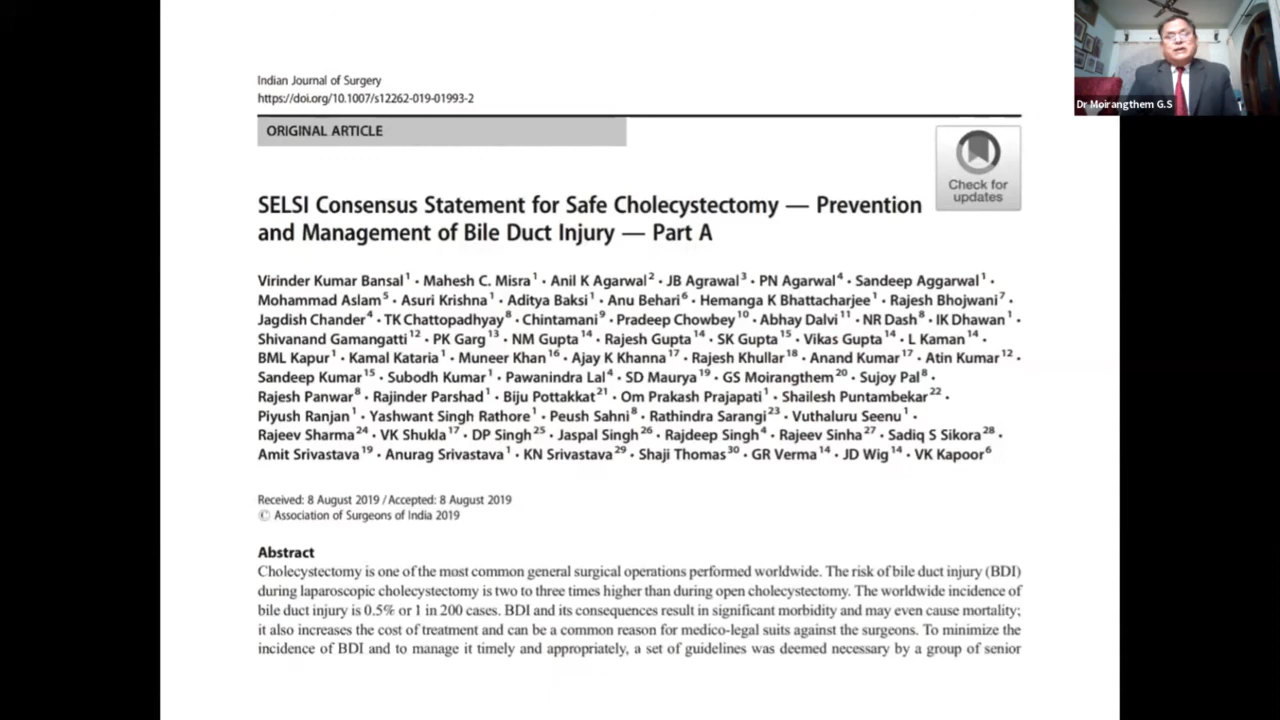 Indian Journal of Surgery
https://doi.org/10.1007/s12262-019-01993-2
ORIGINAL ARTICLE
Check for
updates
SELSI Consensus Statement for Safe Cholecystectomy — Prevention
and Management of Bile Duct Injury — Part A
Virinder Kumar Bansal1 · Mahesh C. Misra1 · Anil K Agarwal2 · JB Agrawal3 · PN Agarwal4 · Sandeep Aggarwal1 ·
Mohammad Aslam5 · Asuri Krishna1 · Aditya Baksi1 · Anu Behari6 · Hemanga K Bhattacharjee1 · Rajesh Bhojwani7 ·
Jagdish Chander4 · TK Chattopadhyay8 · Chintamani9 · Pradeep Chowbey10 · Abhay Dalvi11 · NR Dash8 · IK Dhawan1 ·
Shivanand Gamangatti12 · PK Garg13 · NM Gupta14 · Rajesh Gupta14 · SK Gupta15 · Vikas Gupta14 · L Kaman14 ·
BML Kapur1 · Kamal Kataria1 · Muneer Khan16 · Ajay K Khanna17 · Rajesh Khullar18 · Anand Kumar17 · Atin Kumar12 ·
Sandeep Kumar15 · Subodh Kumar1 · Pawanindra Lal4 · SD Maurya19 · GS Moirangthem20 · Sujoy Pal8 ·
Rajesh Panwar8 · Rajinder Parshad1 · Biju Pottakkat21 · Om Prakash Prajapati1 · Shailesh Puntambekar22 ·
Piyush Ranjan1 · Yashwant Singh Rathore1 · Peush Sahni8 · Rathindra Sarangi23 · Vuthaluru Seenu1 ·
Rajeev Sharma24 · VK Shukla17 · DP Singh25 · Jaspal Singh26 · Rajdeep Singh4 · Rajeev Sinha27 · Sadiq S Sikora28 ·
Amit Srivastava19 · Anurag Srivastava1 · KN Srivastava29 · Shaji Thomas30 · GR Verma14 · JD Wig14 · VK Kapoor6
Received: 8 August 2019 / Accepted: 8 August 2019
© Association of Surgeons of India 2019
Abstract
Cholecystectomy is one of the most common general surgical operations performed worldwide. The risk of bile duct injury (BDI)
during laparoscopic cholecystectomy is two to three times higher than during open cholecystectomy. The worldwide incidence of
bile duct injury is 0.5% or 1 in 200 cases. BDI and its consequences result in significant morbidity and may even cause mortality;
it also increases the cost of treatment and can be a common reason for medico-legal suits against the surgeons. To minimize the
incidence of BDI and to manage it timely and appropriately, a set of guidelines was deemed necessary by a group of senior
Dr Moirangthem G.S